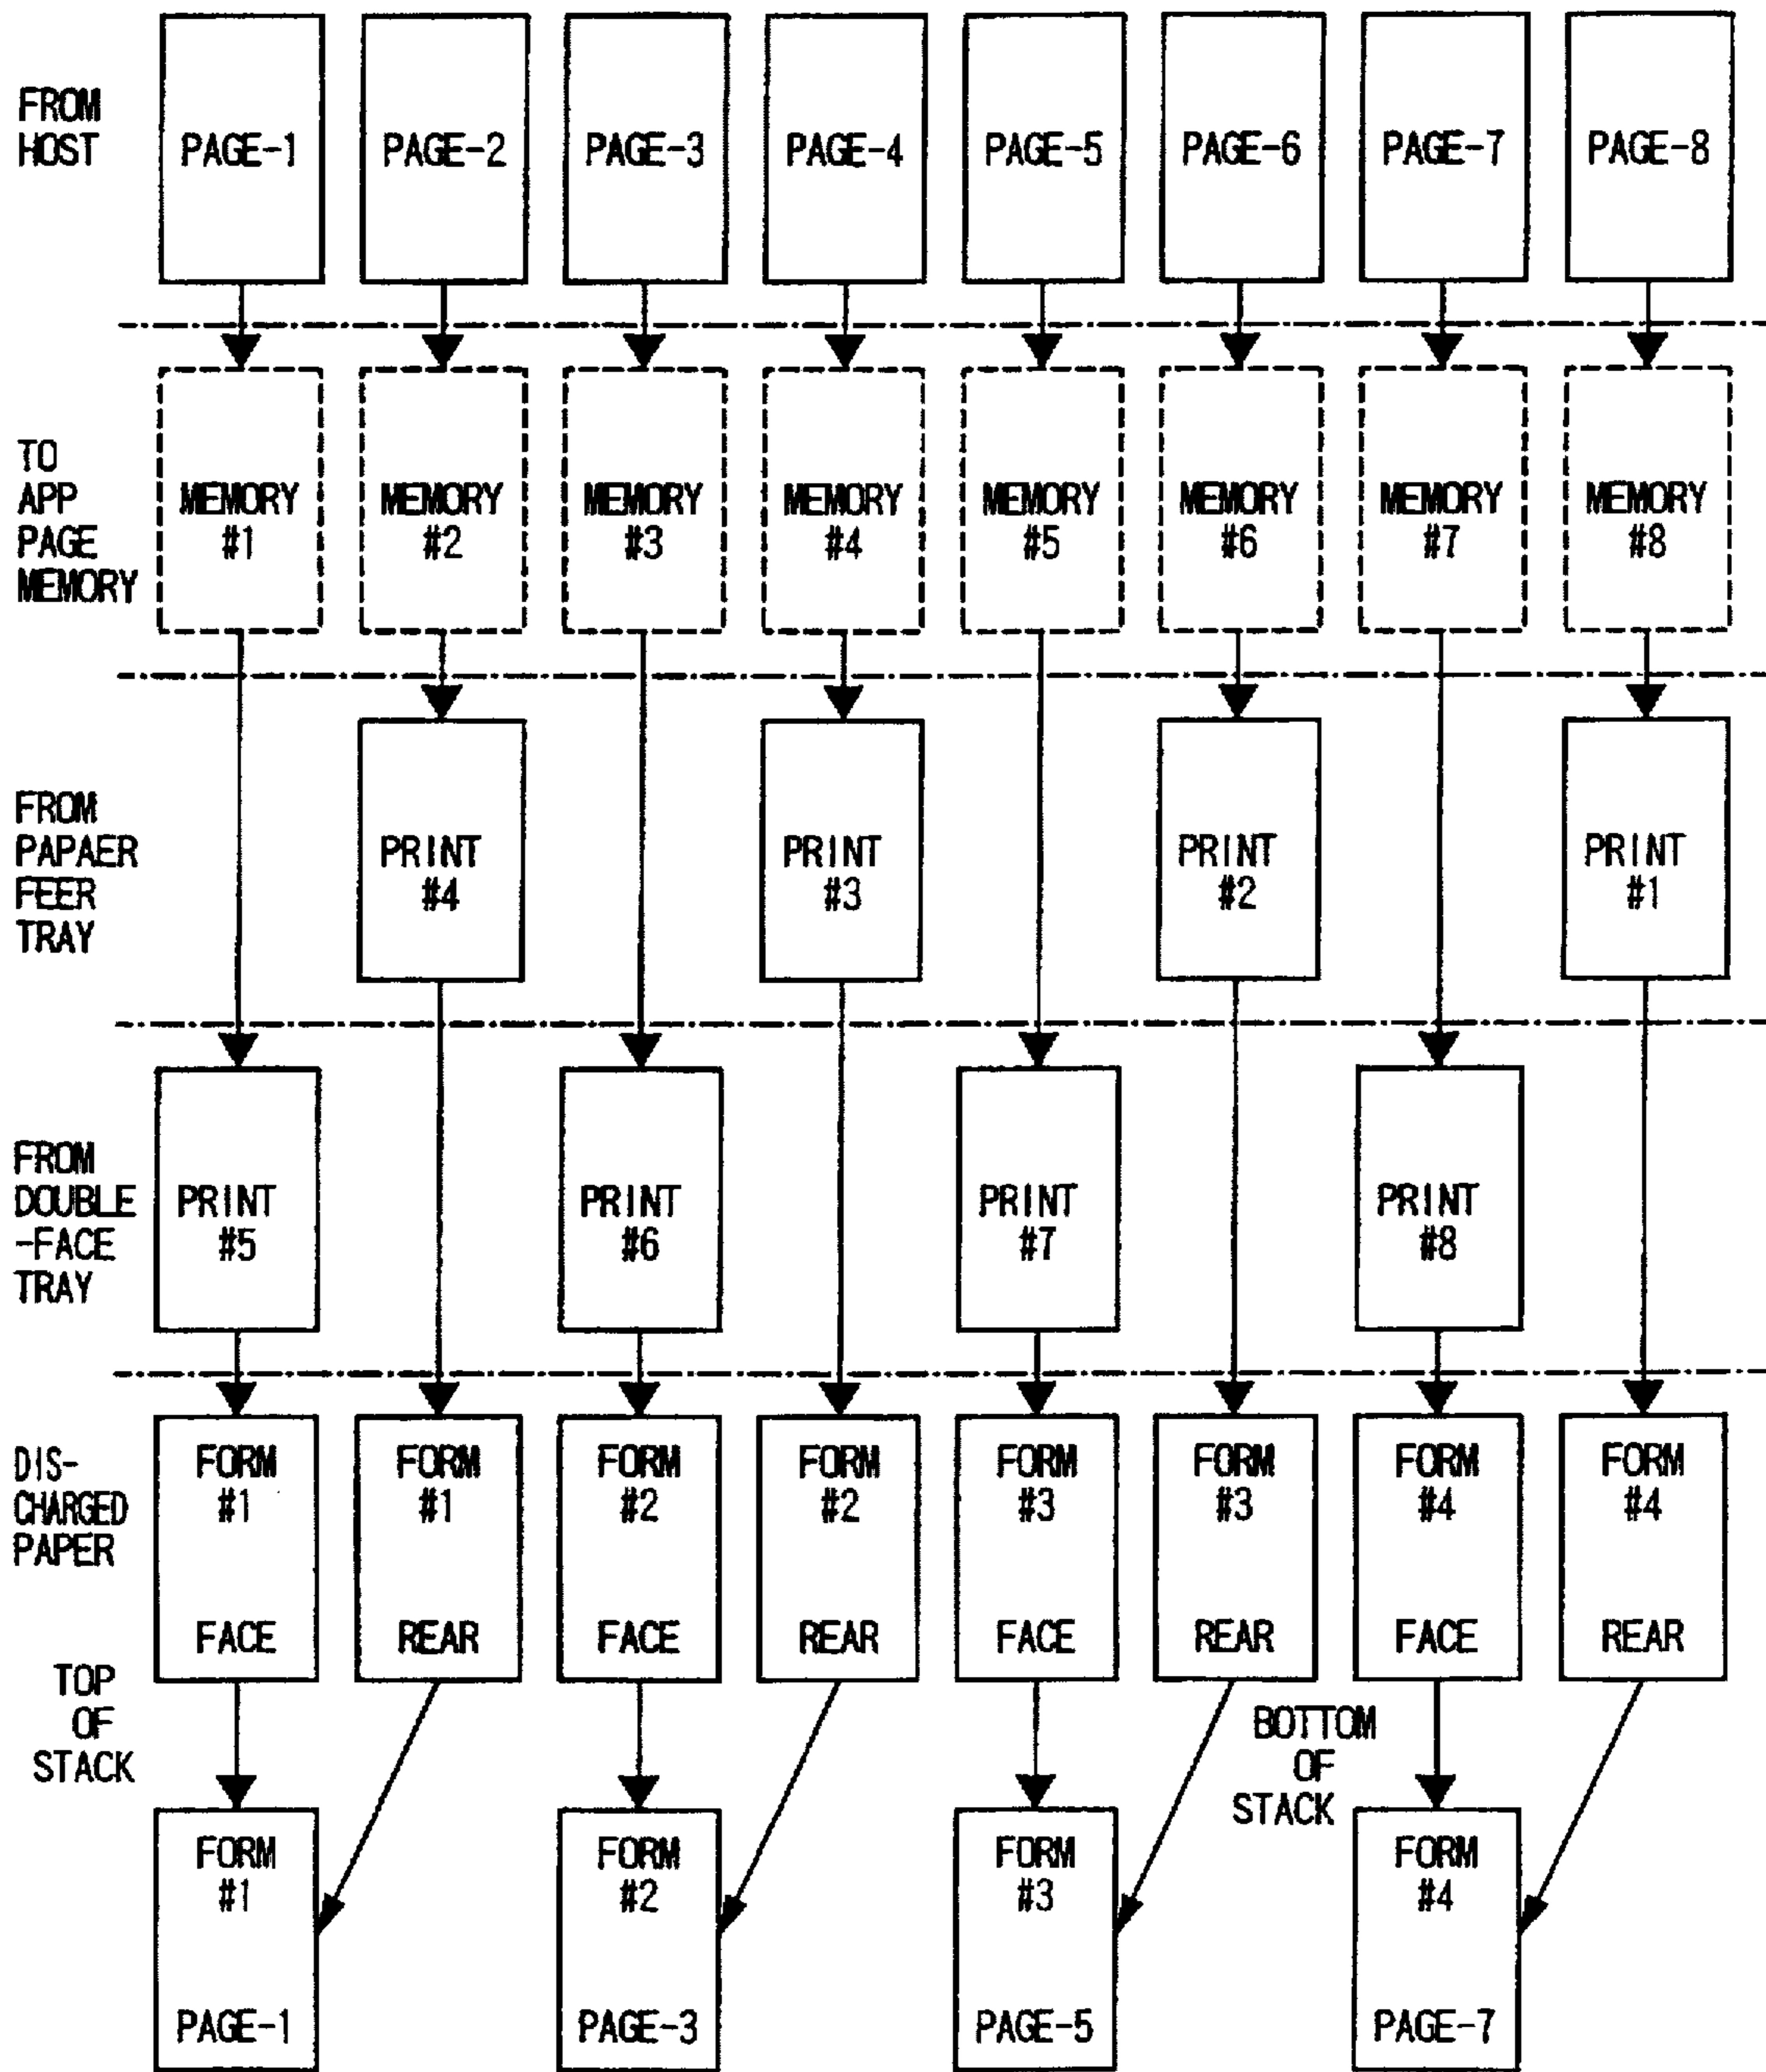 FROM
HOST
PAGE-1
PAGE-2
PAGE-3
PAGE-4
PAGE-5
PAGE-6
PAGE-7
PAGE-8
TO
APP
PAGE
MEMORY
MEMORY
#1
MEMORY
#2
MEMORY
#3
MEMORY
#4
MEMORY
#5
MEMORY
#6
MEMORY
#7
MEMORY
#8
FROM
PAPAER
FEER
TRAY
PRINT
#4
PRINT
#3
PRINT
#2
PRINT
#1
FROM
DOUBLE
-FACE
TRAY
PRINT
#5
PRINT
#6
PRINT
#7
PRINT
#8
DIS-
CHARGED
PAPER
FORM
#1
FACE
FORM
#1
REAR
FORM
#2
FACE
FORM
#2
REAR
FORM
#3
FACE
FORM
#3
REAR
FORM
#4
FACE
FORM
#4
REAR
TOP
OF
STACK
BOTTOM
OF
STACK
FORM
#1
PAGE-1
FORM
#2
PAGE-3
FORM
#3
PAGE-5
FORM
#4
PAGE-7